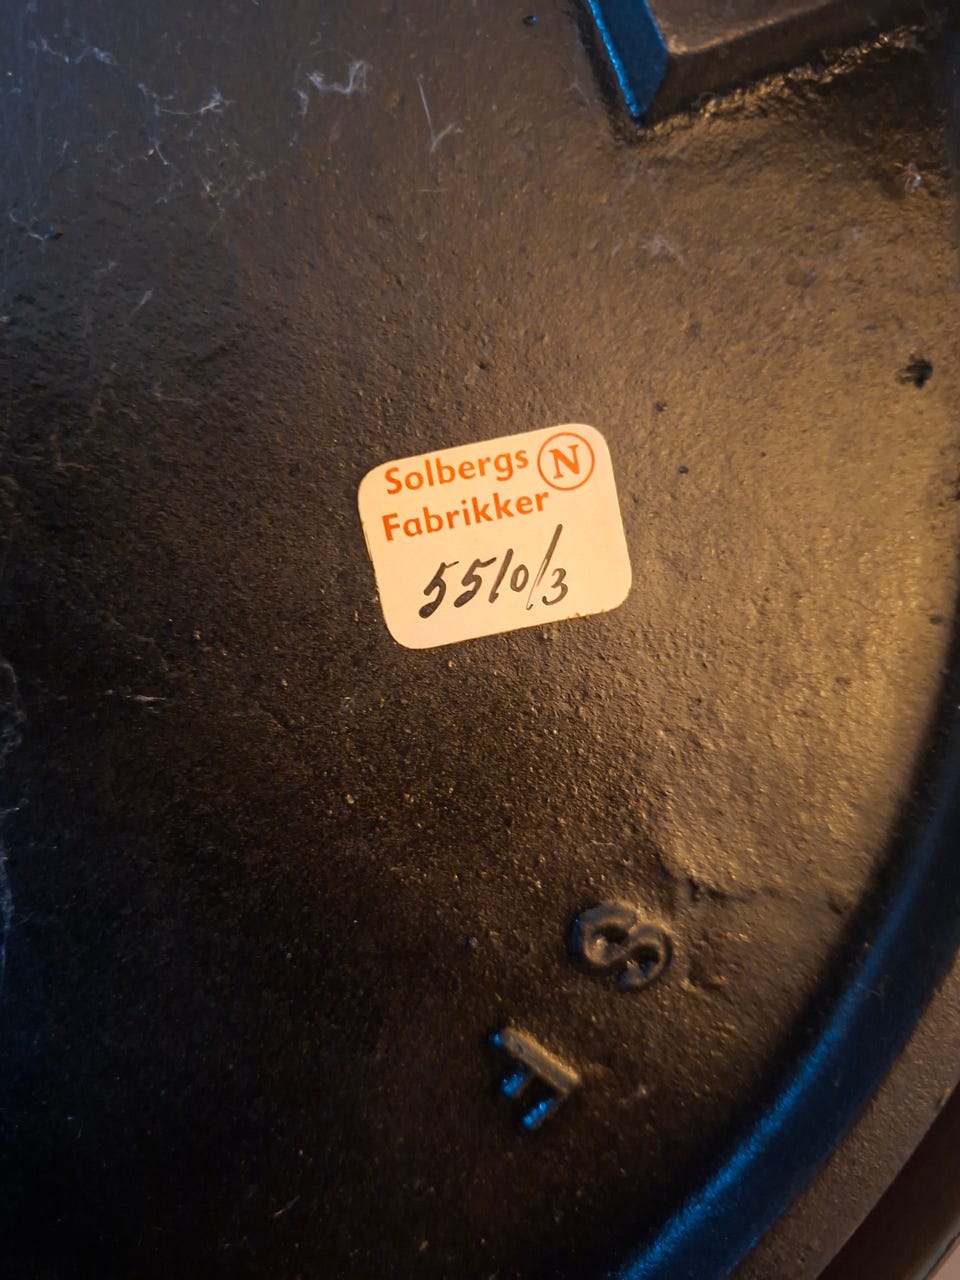 Solbergs N
Fabrikker
5510/3
S F